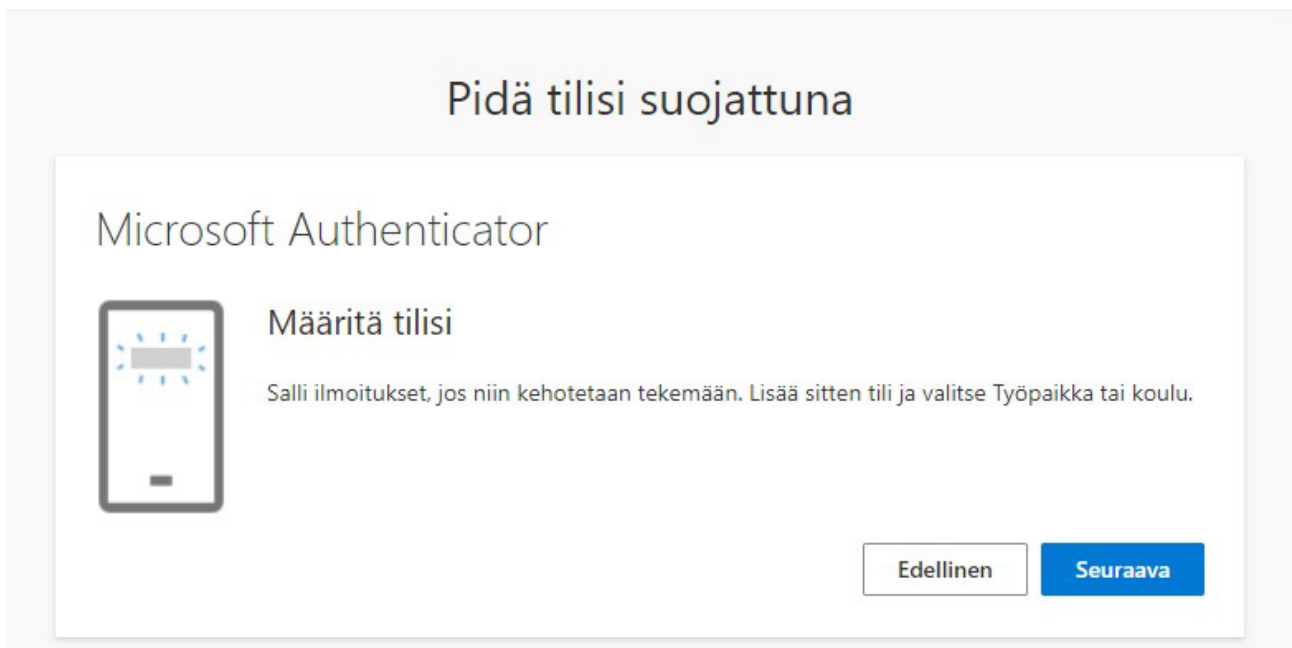 Pidä tilisi suojattuna
Microsoft Authenticator
Määritä tilisi
Salli ilmoitukset, jos niin kehotetaan tekemään. Lisää sitten tili ja valitse Työpaikka tai koulu.
Edellinen
Seuraava